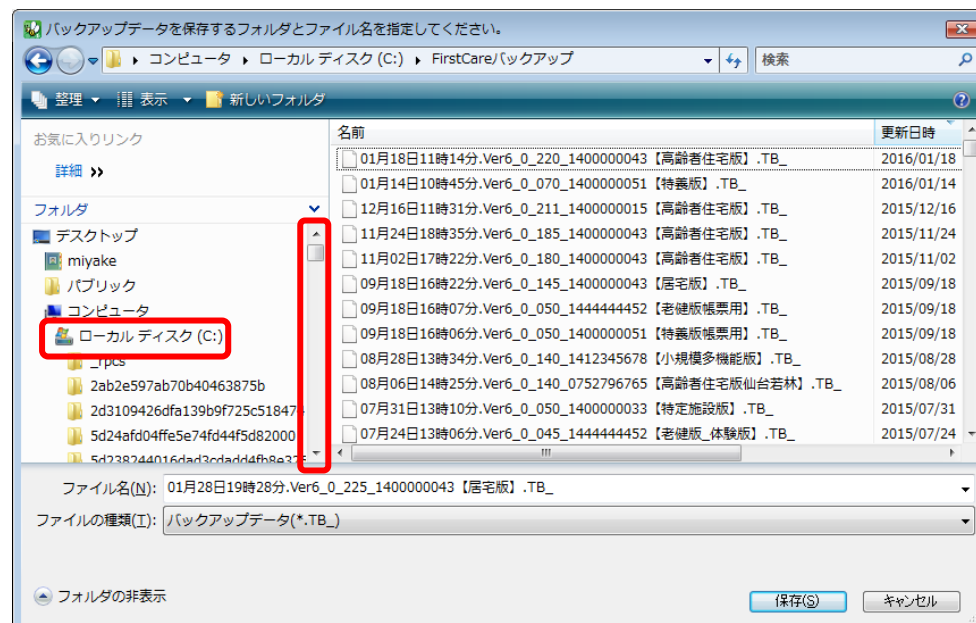 バックアップデータを保存するフォルダとファイル名を指定してください。
コンピュータ ▸ ローカル ディスク (C:) ▸ FirstCareバックアップ
検索
整理 表示 新しいフォルダ
お気に入りリンク
詳細 »
フォルダ
デスクトップ
miyake
パブリック
コンピュータ
ローカル ディスク (C:)
_rpcs
2ab2e597ab70b40463875b
2d3109426dfa139b9f725c51847
5d24afd04ffe5e74fd44f5d82000
5d238244016dad3cdadd4fb8e37
名前 更新日時
01月18日11時14分.Ver6_0_220_1400000043【高齢者住宅版】.TB_ 2016/01/18
01月14日10時45分.Ver6_0_070_1400000051【特養版】.TB_ 2016/01/14
12月16日11時31分.Ver6_0_211_1400000015【高齢者住宅版】.TB_ 2015/12/16
11月24日18時35分.Ver6_0_185_1400000043【高齢者住宅版】.TB_ 2015/11/24
11月02日17時22分.Ver6_0_180_1400000043【高齢者住宅版】.TB_ 2015/11/02
09月18日16時22分.Ver6_0_145_1400000043【居宅版】.TB_ 2015/09/18
09月18日16時07分.Ver6_0_050_1444444452【老健版帳票用】.TB_ 2015/09/18
09月18日16時06分.Ver6_0_050_1400000051【特養版帳票用】.TB_ 2015/09/18
08月28日13時34分.Ver6_0_140_1412345678【小規模多機能版】.TB_ 2015/08/28
08月06日14時25分.Ver6_0_140_0752796765【高齢者住宅版仙台若林】.TB_ 2015/08/06
07月31日13時10分.Ver6_0_050_1400000033【特定施設版】.TB_ 2015/07/31
07月24日13時06分.Ver6_0_045_1444444452【老健版_体験版】.TB_ 2015/07/24
ファイル名(N): 01月28日19時28分.Ver6_0_225_1400000043【居宅版】.TB_
ファイルの種類(T): バックアップデータ(*.TB_)
フォルダの非表示
保存(S) キャンセル